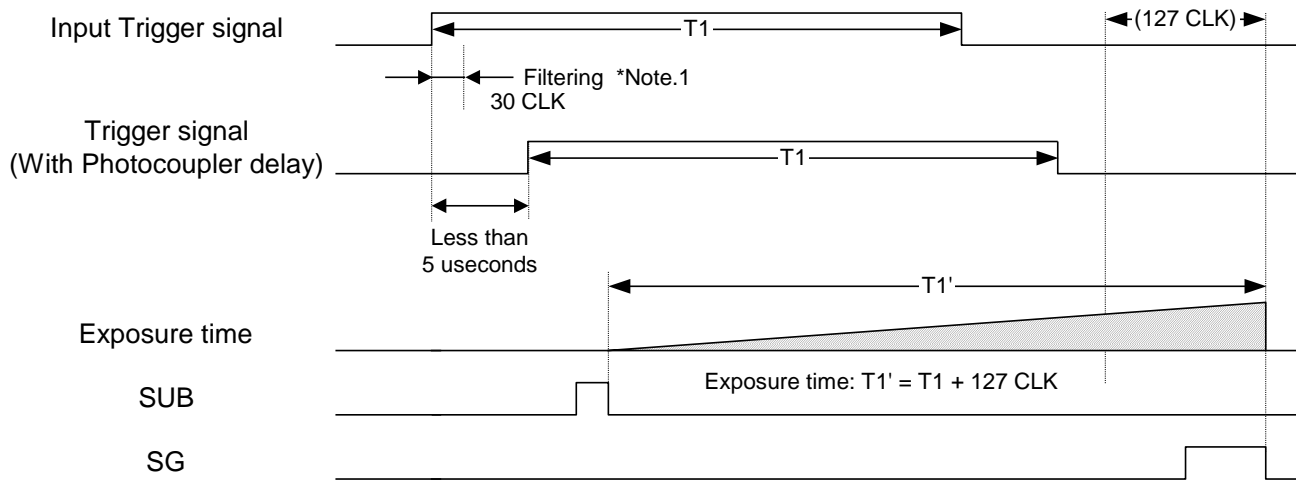 Input Trigger signal
T1
(127 CLK)
Filtering *Note.1
30 CLK
Trigger signal
(With Photocoupler delay)
T1
Less than
5 useconds
T1'
Exposure time
Exposure time: T1' = T1 + 127 CLK
SUB
SG